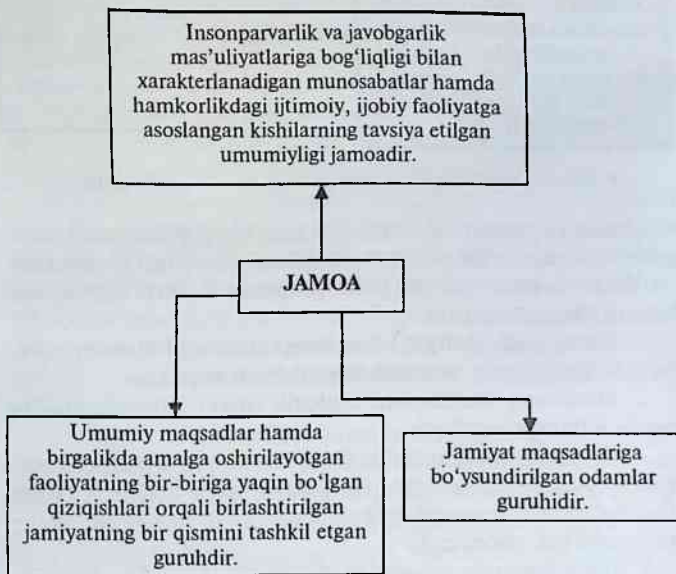 Insonparvarlik va javobgarlik
mas’uliyatlariga bog‘liqligi bilan
xarakterlanadigan munosabatlar hamda
hamkorlikdagi ijtimoiy, ijobiy faoliyatga
asoslangan kishilarning tavsiya etilgan
umumiyligi jamoadir.
JAMOA
Umumiy maqsadlar hamda
birgalikda amalga oshirilayotgan
faoliyatning bir-biriga yaqin bo‘lgan
qiziqishlari orqali birlashtirilgan
jamiyatning bir qismini tashkil etgan
guruhdir.
Jamiyat maqsadlariga
bo‘ysundirilgan odamlar
guruhidir.